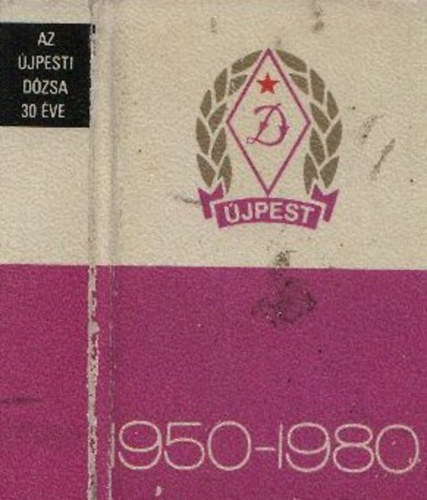 AZ
ÚJPESTI
DÓZSA
30 ÉVE
D
ÚJPEST
1950-1980